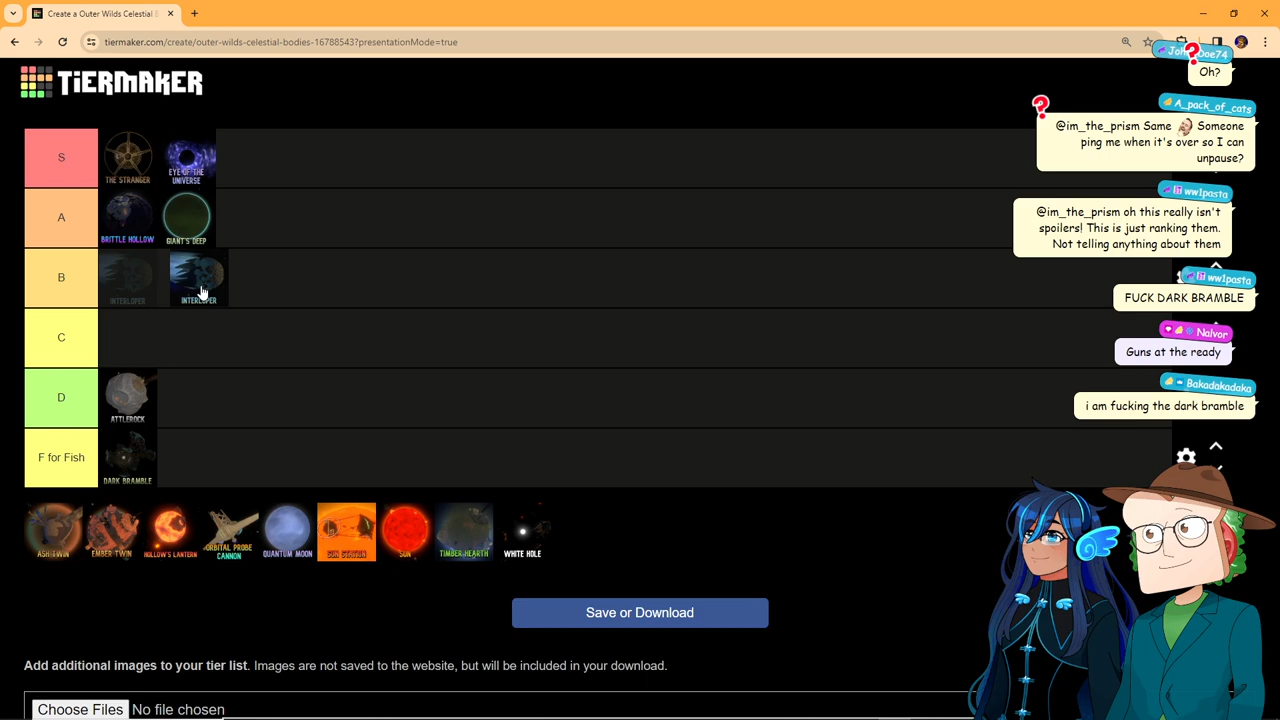 Create a Outer Wilds Celestial B
tiermaker.com/create/outer-wilds-celestial-bodies-16788543?presentationMode=true
TiERMAKER
S
THE STRANGER
EYE OF THE
UNIVERSE
A
BRITTLE HOLLOW
GIANT'S DEEP
B
INTERLOPER
INTERLOPER
C
D
ATTLEROCK
F for Fish
DARK BRAMBLE
ASH TWIN
EMBER TWIN
HOLLOW'S LANTERN
ORBITAL PROBE
CANNON
QUANTUM MOON
SUN STATION
SUN
TIMBER HEARTH
WHITE HOLE
Save or Download
Add additional images to your tier list. Images are not saved to the website, but will be included in your download.
Choose Files No file chosen
Oh?
A_pack_of_cats
@im_the_prism Same Someone
ping me when it's over so I can
unpause?
ww1pasta
@im_the_prism oh this really isn't
spoilers! This is just ranking them.
Not telling anything about them
ww1pasta
FUCK DARK BRAMBLE
Nalvor
Guns at the ready
Bakadakadaka
i am fucking the dark bramble